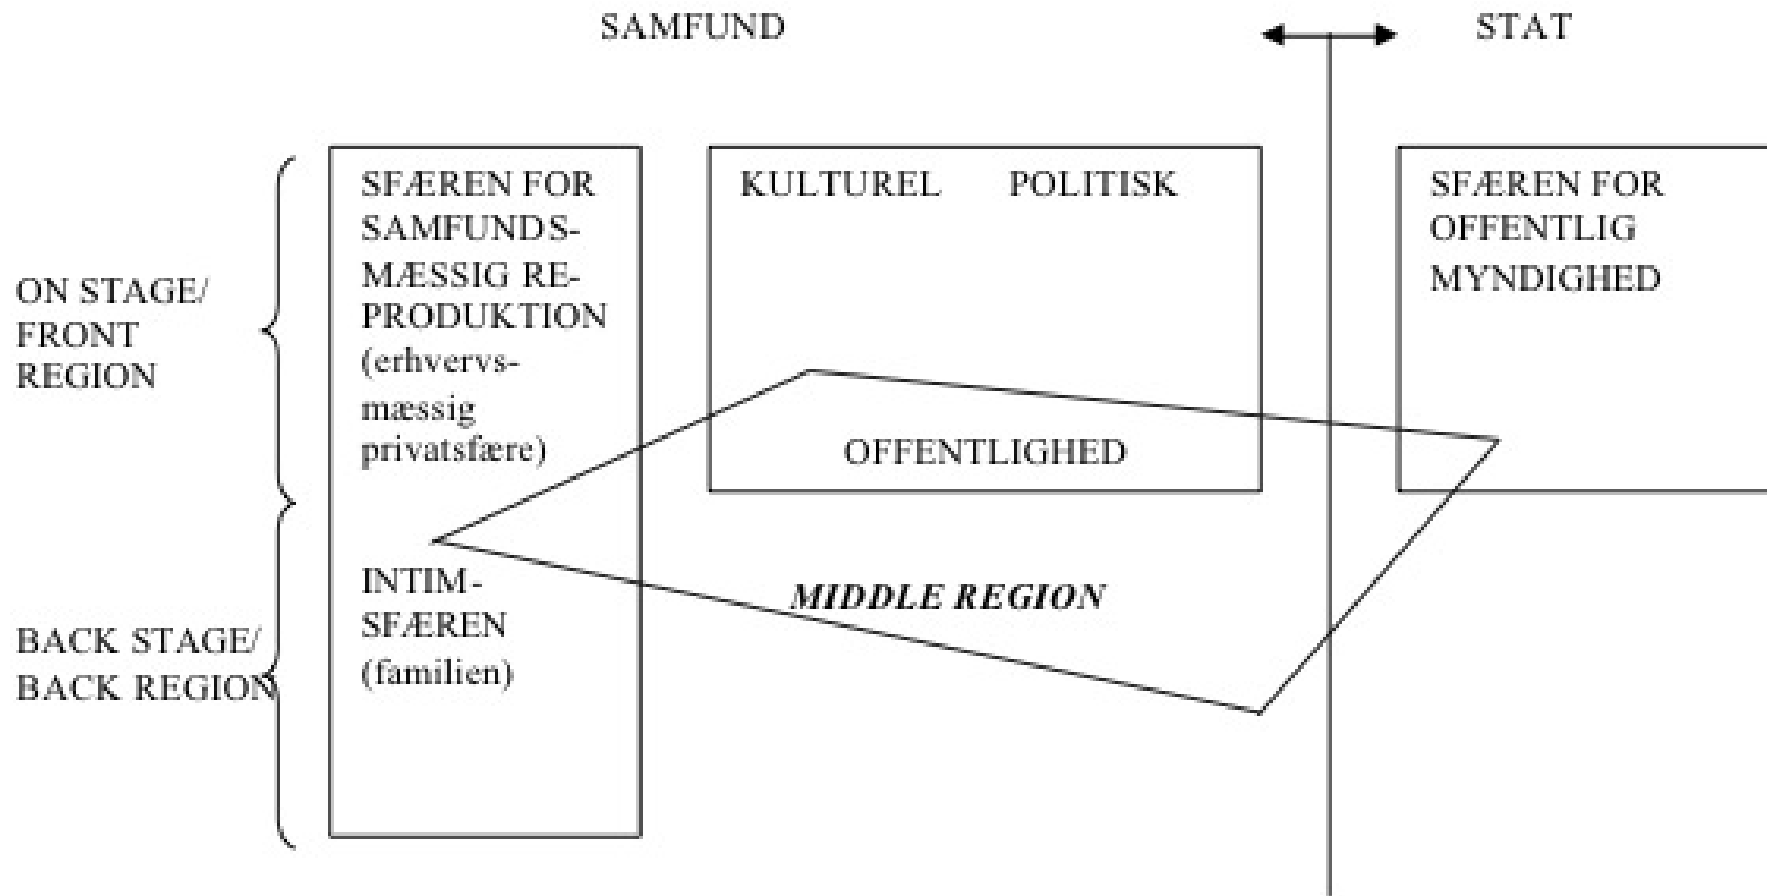 SAMFUND
STAT
ON STAGE/
FRONT
REGION
BACK STAGE/
BACK REGION
SFÆREN FOR
SAMFUNDS-
MÆSSIG RE-
PRODUKTION
(erhvervs-
mæssig
privatsfære)
INTIM-
SFÆREN
(familien)
KULTUREL POLITISK
OFFENTLIGHED
MIDDLE REGION
SFÆREN FOR
OFFENTLIG
MYNDIGHED